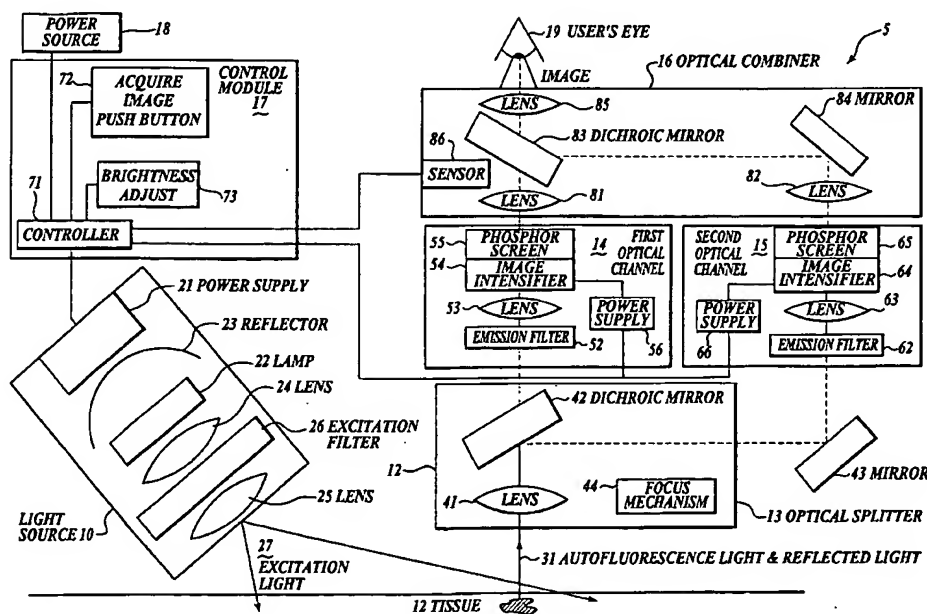 POWER
SOURCE
18
CONTROL
MODULE
17
72
ACQUIRE
IMAGE
PUSH BUTTON
71
BRIGHTNESS
ADJUST
73
CONTROLLER
19 USER'S EYE
5
IMAGE
16 OPTICAL COMBINER
LENS
85
84 MIRROR
83 DICHROIC MIRROR
86
SENSOR
LENS
81
82
LENS
55
PHOSPHOR
SCREEN
54
IMAGE
INTENSIFIER
14
FIRST
OPTICAL
CHANNEL
53
LENS
POWER
SUPPLY
EMISSION FILTER
52
56
SECOND
OPTICAL
CHANNEL
15
PHOSPHOR
SCREEN
65
IMAGE
INTENSIFIER
64
POWER
SUPPLY
66
LENS
63
EMISSION FILTER
62
21 POWER SUPPLY
23 REFLECTOR
22 LAMP
24 LENS
26 EXCITATION
FILTER
25 LENS
LIGHT
SOURCE 10
27
EXCITATION
LIGHT
42 DICHROIC MIRROR
12
41
LENS
44
FOCUS
MECHANISM
43 MIRROR
13 OPTICAL SPLITTER
31 AUTOFLUORESCENCE LIGHT & REFLECTED LIGHT
12 TISSUE